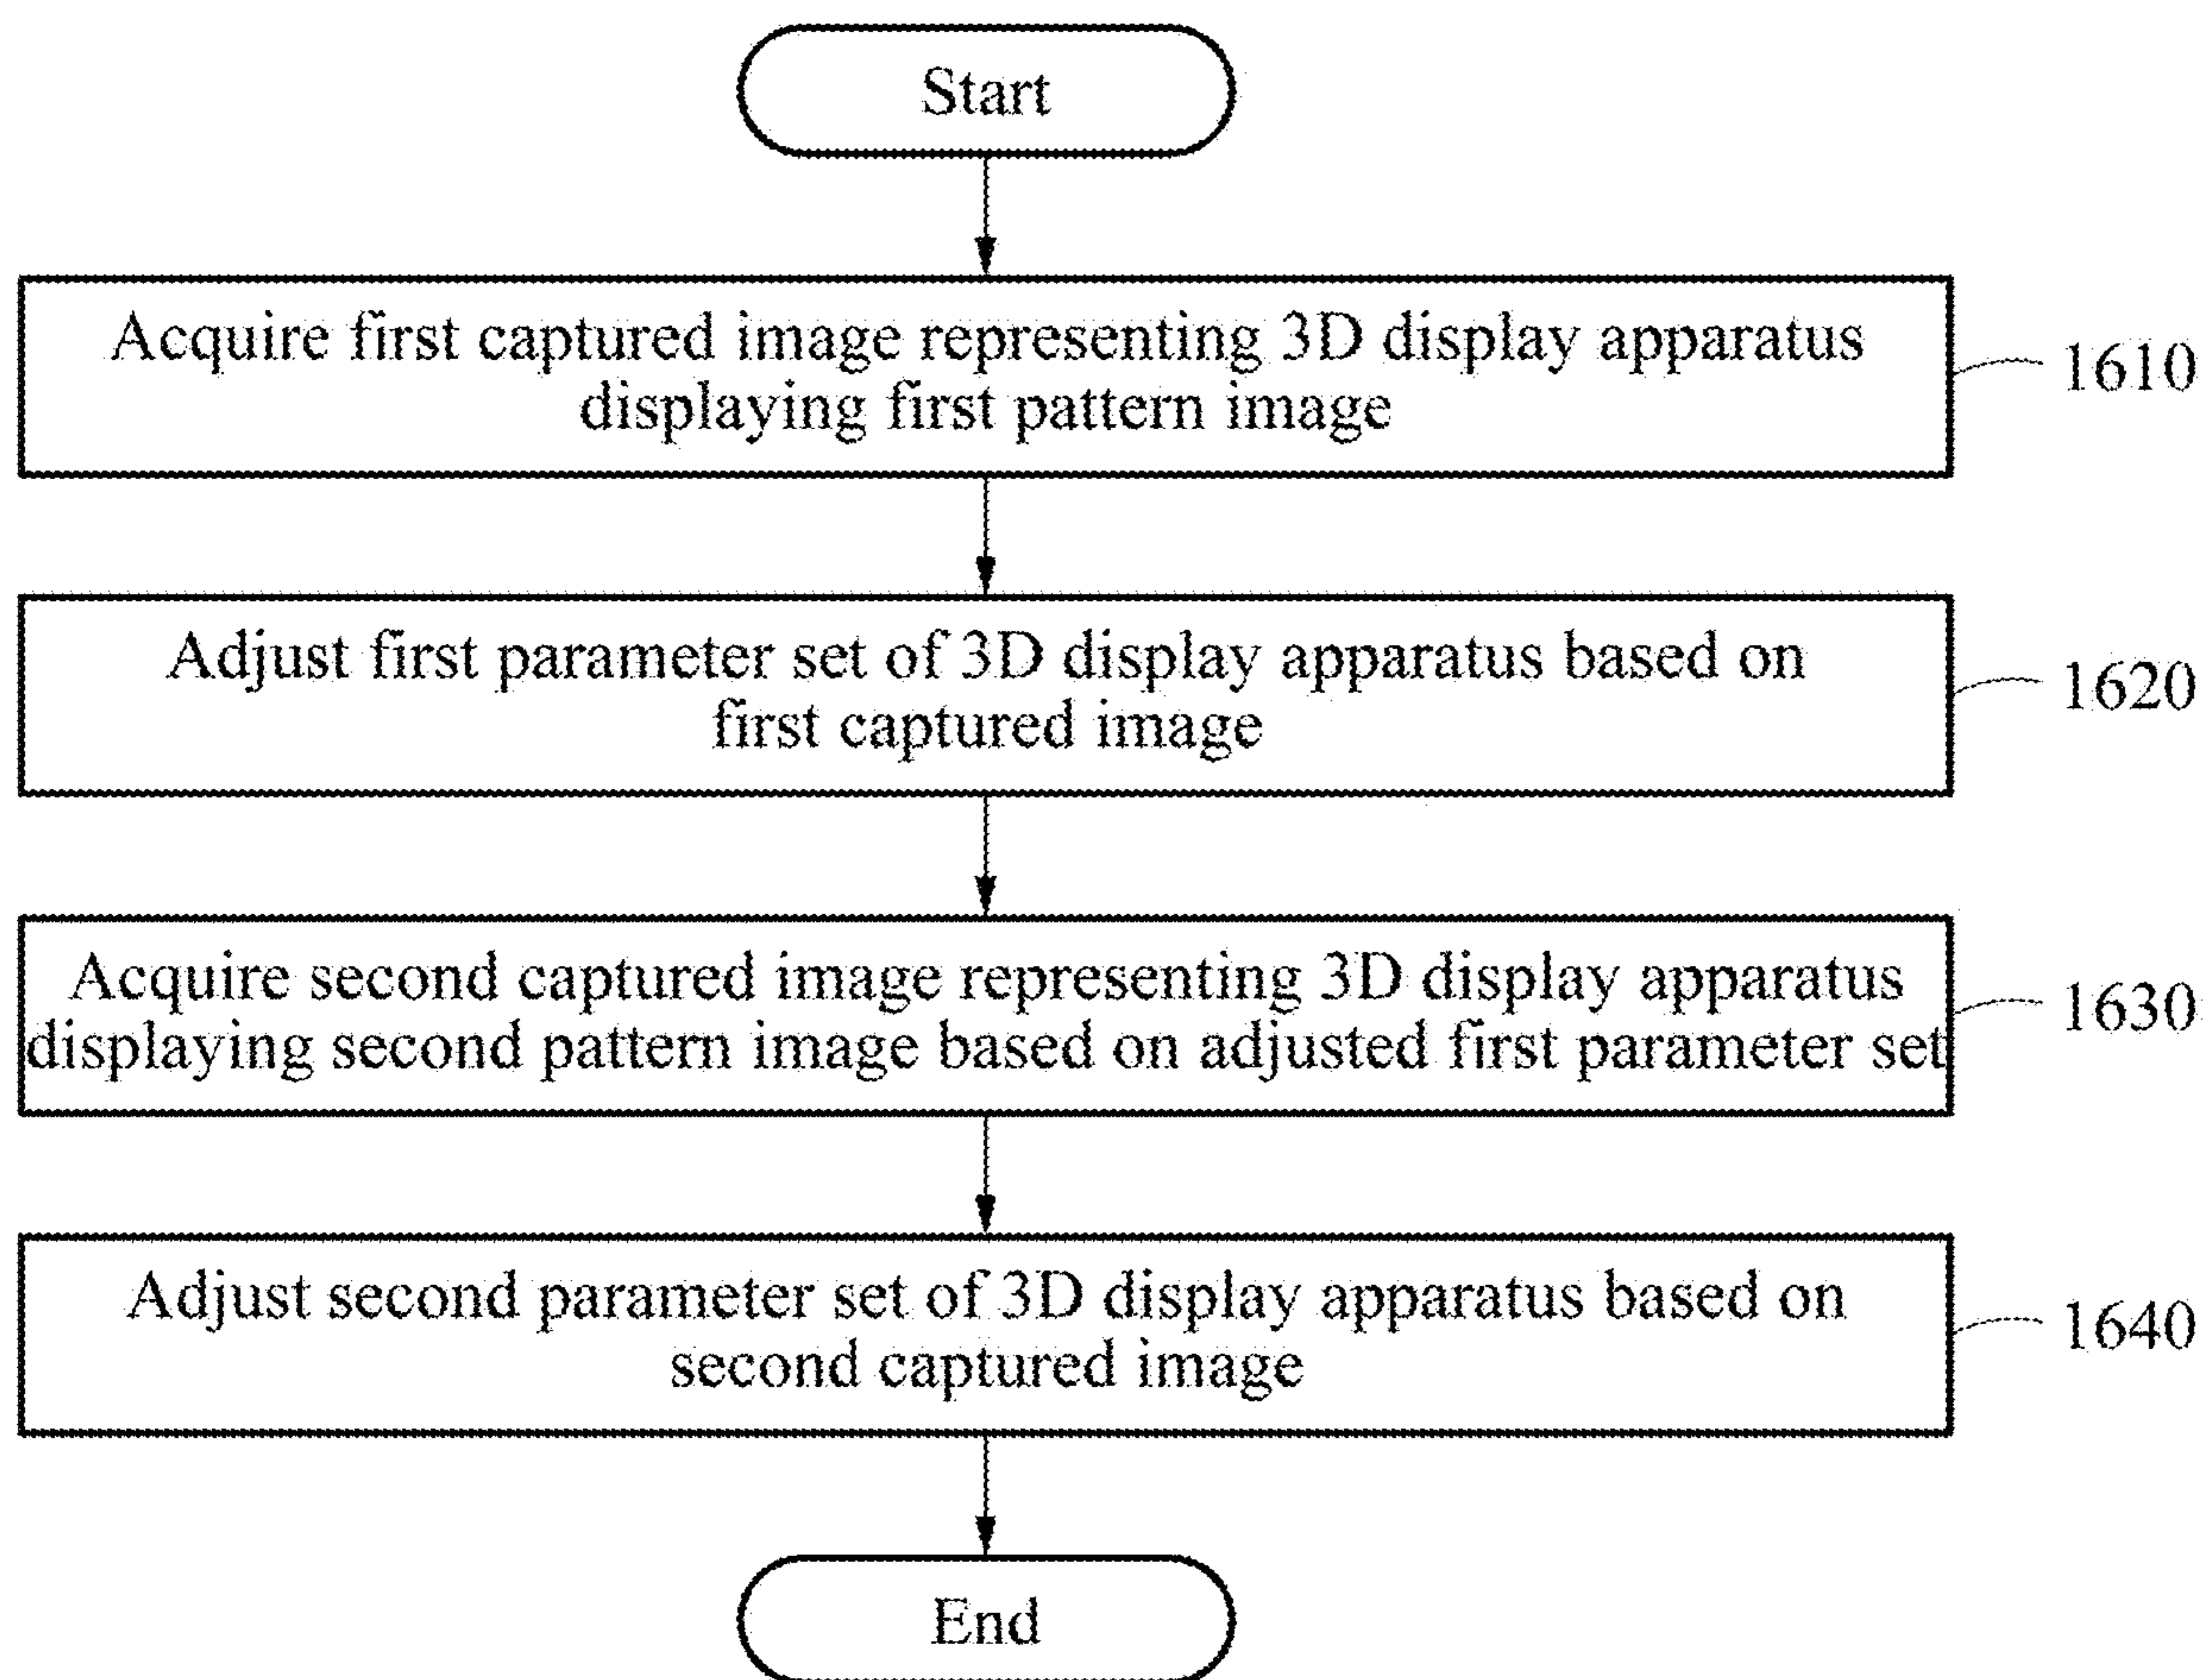 Start
Acquire first captured image representing 3D display apparatus
displaying first pattern image
1610
Adjust first parameter set of 3D display apparatus based on
first captured image
1620
Acquire second captured image representing 3D display apparatus
displaying second pattern image based on adjusted first parameter set
1630
Adjust second parameter set of 3D display apparatus based on
second captured image
1640
End